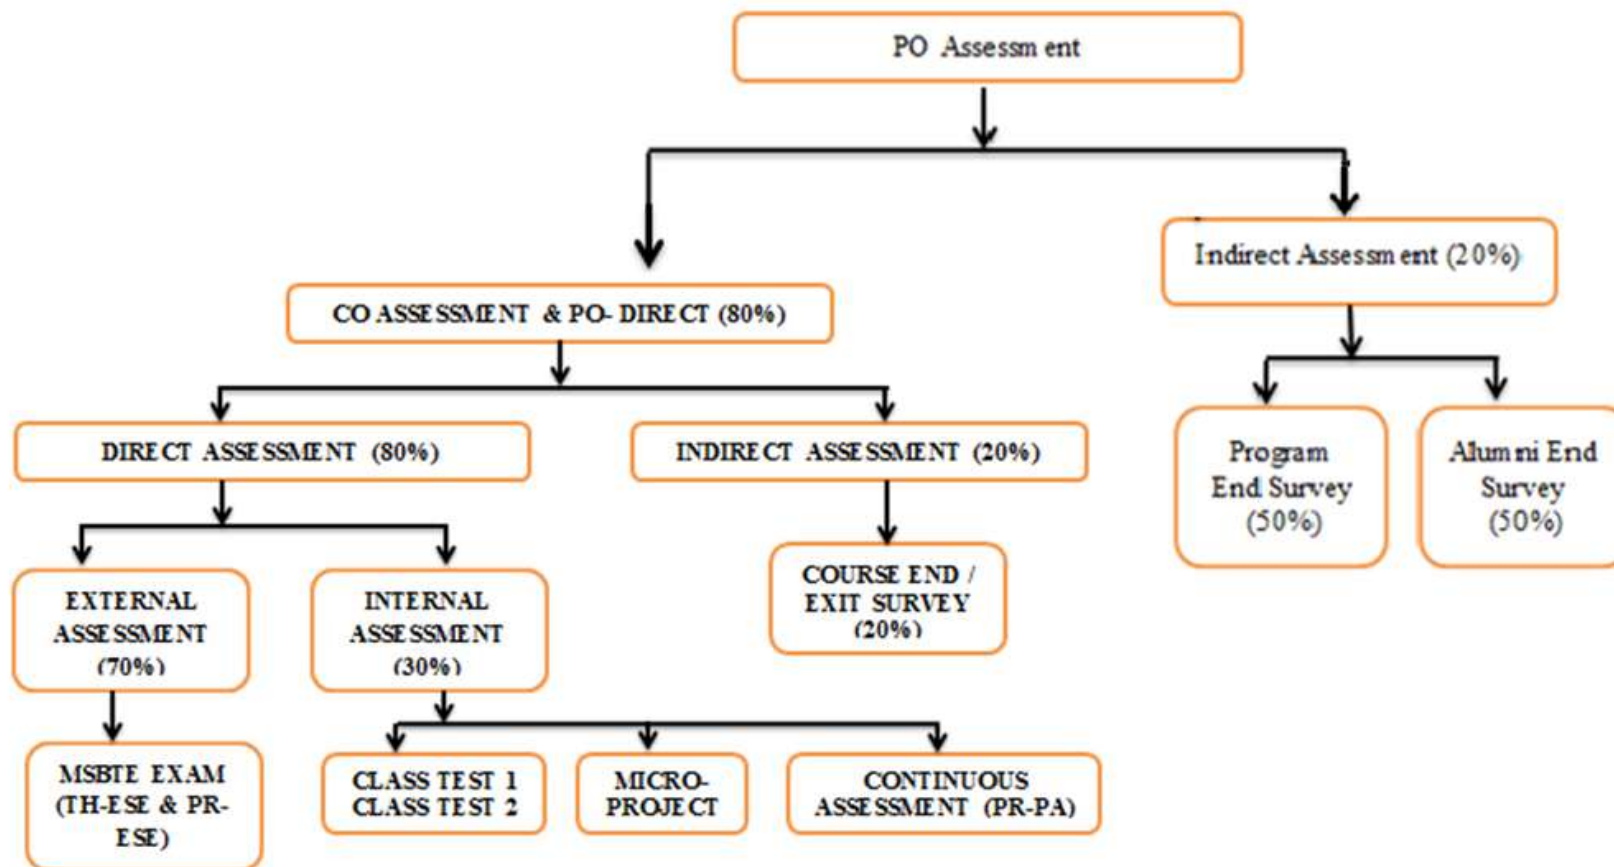 PO Assessment
Indirect Assessment (20%)
CO ASSESSMENT & PO- DIRECT (80%)
DIRECT ASSESSMENT (80%)
INDIRECT ASSESSMENT (20%)
Program
End Survey
(50%)
Alumni End
Survey
(50%)
EXTERNAL
ASSESSMENT
(70%)
INTERNAL
ASSESSMENT
(30%)
COURSE END /
EXIT SURVEY
(20%)
MSBTE EXAM
(TH-ESE & PR-
ESE)
CLASS TEST 1
CLASS TEST 2
MICRO-
PROJECT
CONTINUOUS
ASSESSMENT (PR-PA)